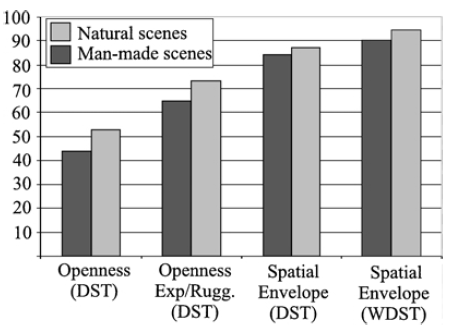 100
90
80
70
60
50
40
30
20
10
Natural scenes
Man-made scenes
Openness
(DST)
Openness
Exp/Rugg.
(DST)
Spatial
Envelope
(DST)
Spatial
Envelope
(WDST)